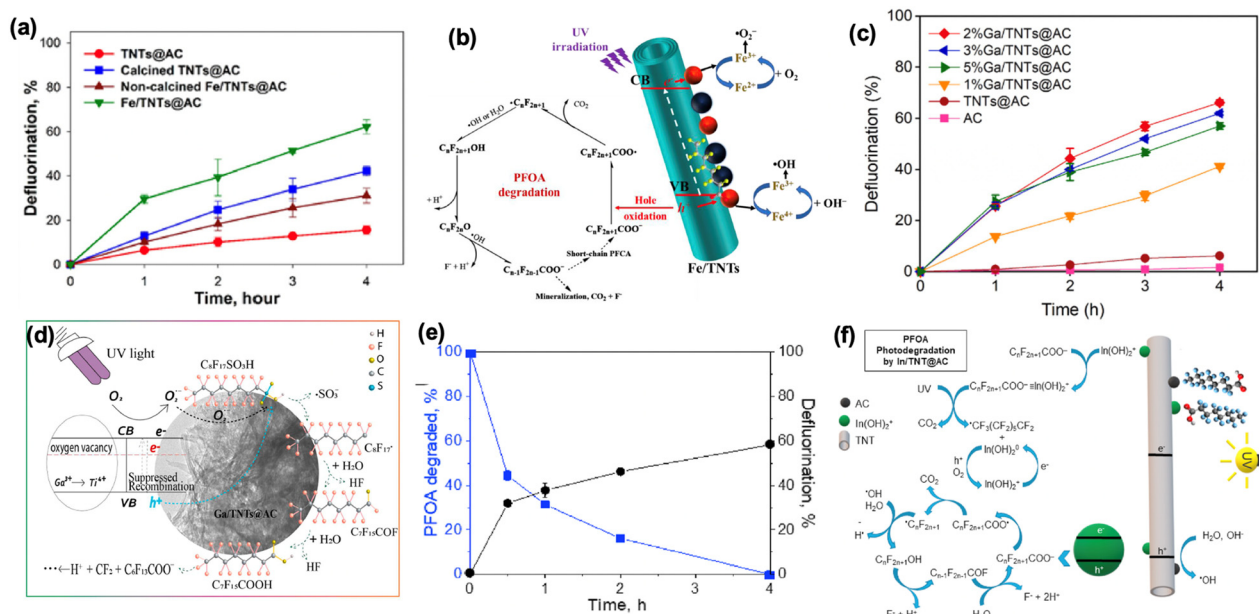 (a)
100
80
60
40
20
0
Defluorination, %
TNTs@AC
Calcined TNTs@AC
Non-calcined Fe/TNTs@AC
Fe/TNTs@AC
0 1 2 3 4
Time, hour
(b)
UV
irradiation
CB
e⁻
•O₂⁻
Fe³⁺
Fe²⁺
+ O₂
•OH
Fe³⁺
Fe⁴⁺
+ OH⁻
VB
h⁺
Hole
oxidation
Fe/TNTs
CO₂
•CₙF₂ₙ₊₁
•OH or H₂O
CₙF₂ₙ₊₁OH
CₙF₂ₙ₊₁COO•
PFOA
degradation
+ H⁺
CₙF₂ₙO
•OH
CₙF₂ₙ₊₁COO⁻
Short-chain PFCA
F⁻ + H⁺
Cₙ₋₁F₂ₙ₋₁COO⁻
Mineralization, CO₂ + F⁻
(c)
100
80
60
40
20
0
Defluorination (%)
2%Ga/TNTs@AC
3%Ga/TNTs@AC
5%Ga/TNTs@AC
1%Ga/TNTs@AC
TNTs@AC
AC
0 1 2 3 4
Time (h)
(d)
UV light
H
F
O
C
S
C₈F₁₇SO₃H
O₂
O₂•⁻
O₂
•SO₃⁻
C₈F₁₇•
CB e-
oxygen vacancy e-
Ga³⁺→ Ti⁴⁺
Suppressed
Recombination
VB h+
Ga/TNTs@AC
+ H₂O
HF
C₇F₁₅COF
+ H₂O
HF
C₇F₁₅COOH
⋯←H⁺ + CF₂ + C₆F₁₃COO⁻
(e)
100
80
60
40
20
0
PFOA degraded, %
100
80
60
40
20
0
Defluorination, %
0 1 2 3 4
Time, h
(f)
PFOA
Photodegradation
by In/TNT@AC
AC
In(OH)₂⁺
TNT
CₙF₂ₙ₊₁COO⁻
In(OH)₂⁺
UV
CₙF₂ₙ₊₁COO⁻≡In(OH)₂⁺
CO₂
•CF₃(CF₂)₅CF₂
+
In(OH)₂⁰
h⁺
O₂
e⁻
In(OH)₂⁺
CO₂
•OH
H₂O
•CₙF₂ₙ₊₁
CₙF₂ₙ₊₁COO•
CₙF₂ₙ₊₁OH
Cₙ₋₁F₂ₙ₋₁COF
CₙF₂ₙ₊₁COO⁻
F⁻ + H⁺
H₂O
F⁻ + 2H⁺
e⁻
h⁺
e⁻
h⁺
UV
H₂O, OH⁻
•OH